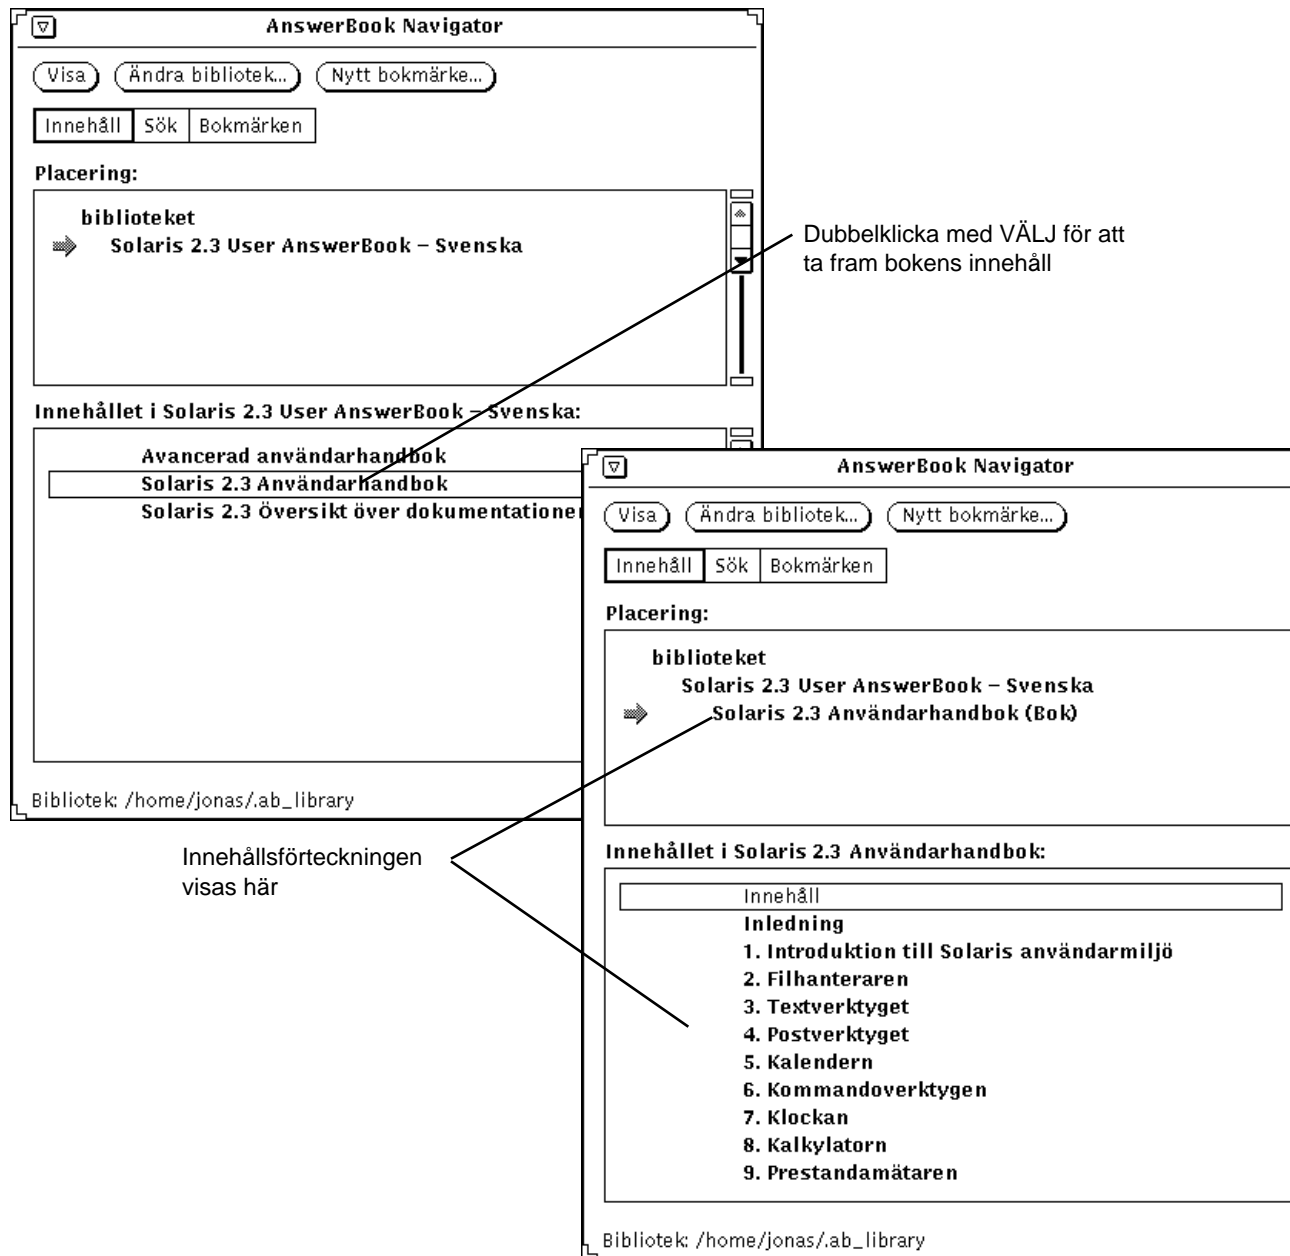 AnswerBook Navigator
Visa Ändra bibliotek... Nytt bokmärke...
Innehåll Sök Bokmärken
Placering:
biblioteket
Solaris 2.3 User AnswerBook – Svenska
Dubbelklicka med VÄLJ för att
ta fram bokens innehåll
Innehållet i Solaris 2.3 User AnswerBook – Svenska:
Avancerad användarhandbok
Solaris 2.3 Användarhandbok
Solaris 2.3 Översikt över dokumentatione
Bibliotek: /home/jonas/.ab_library
Innehållsförteckningen
visas här
AnswerBook Navigator
Visa Ändra bibliotek... Nytt bokmärke...
Innehåll Sök Bokmärken
Placering:
biblioteket
Solaris 2.3 User AnswerBook – Svenska
Solaris 2.3 Användarhandbok (Bok)
Innehållet i Solaris 2.3 Användarhandbok:
Innehåll
Inledning
1. Introduktion till Solaris användarmiljö
2. Filhanteraren
3. Textverktyget
4. Postverktyget
5. Kalendern
6. Kommandoverktygen
7. Klockan
8. Kalkylatorn
9. Prestandamätaren
Bibliotek: /home/jonas/.ab_library